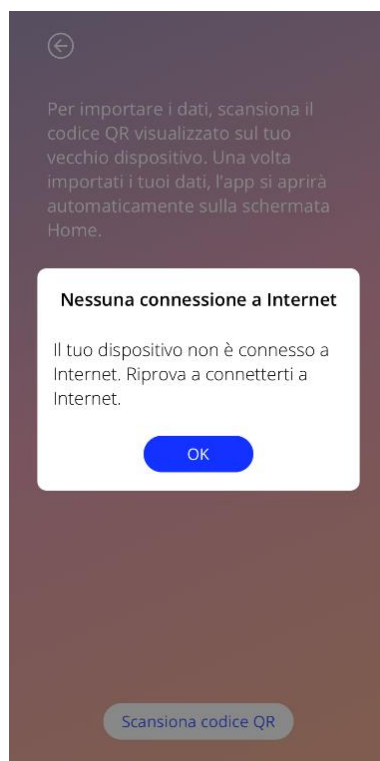 Per importare i dati, scansiona il
codice QR visualizzato sul tuo
vecchio dispositivo. Una volta
importati i tuoi dati, l'app si aprirà
automaticamente sulla schermata
Home.
Nessuna connessione a Internet
Il tuo dispositivo non è connesso a
Internet. Riprova a connetterti a
Internet.
OK
Scansiona codice QR